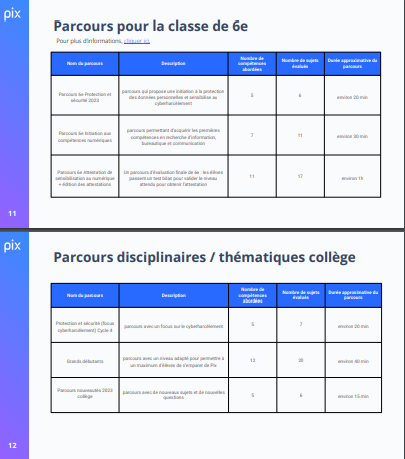 pix
Parcours pour la classe de 6e
Pour plus d'informations, cliquer ici.
Nom du parcours
Description
Nombre de
compétences
abordées
Nombre de sujets
évalués
Durée approximative du
parcours
Parcours 6e Protection et
sécurité 2023
parcours qui propose une initiation à la protection
des données personnelles et sensibilise au
cyberharcèlement
5
6
environ 20 min
Parcours 6e Initiation aux
compétences numériques
parcours permettant d'acquérir les premières
compétences en recherche d'information,
bureautique et communication
7
11
environ 30 min
Parcours 6e Attestation de
sensibilisation au numérique
+ édition des attestations
Un parcours d'évaluation finale de 6e : les élèves
passent un test bilan pour valider le niveau
attendu pour obtenir l'attestation
11
17
environ 1h
11
pix
Parcours disciplinaires / thématiques collège
Nom du parcours
Description
Nombre de
compétences
abordées
Nombre de sujets
évalués
Durée approximative du
parcours
Protection et sécurité (focus
cyberharcèlement) Cycle 4
parcours avec un focus sur le cyberharcèlement
5
7
environ 20 min
Grands débutants
parcours avec un niveau adapté pour permettre à
un maximum d'élèves de s'emparer de Pix
12
20
environ 40 min
Parcours nouveautés 2023
collège
parcours avec de nouveaux sujets et de nouvelles
questions
5
6
environ 15 min
12